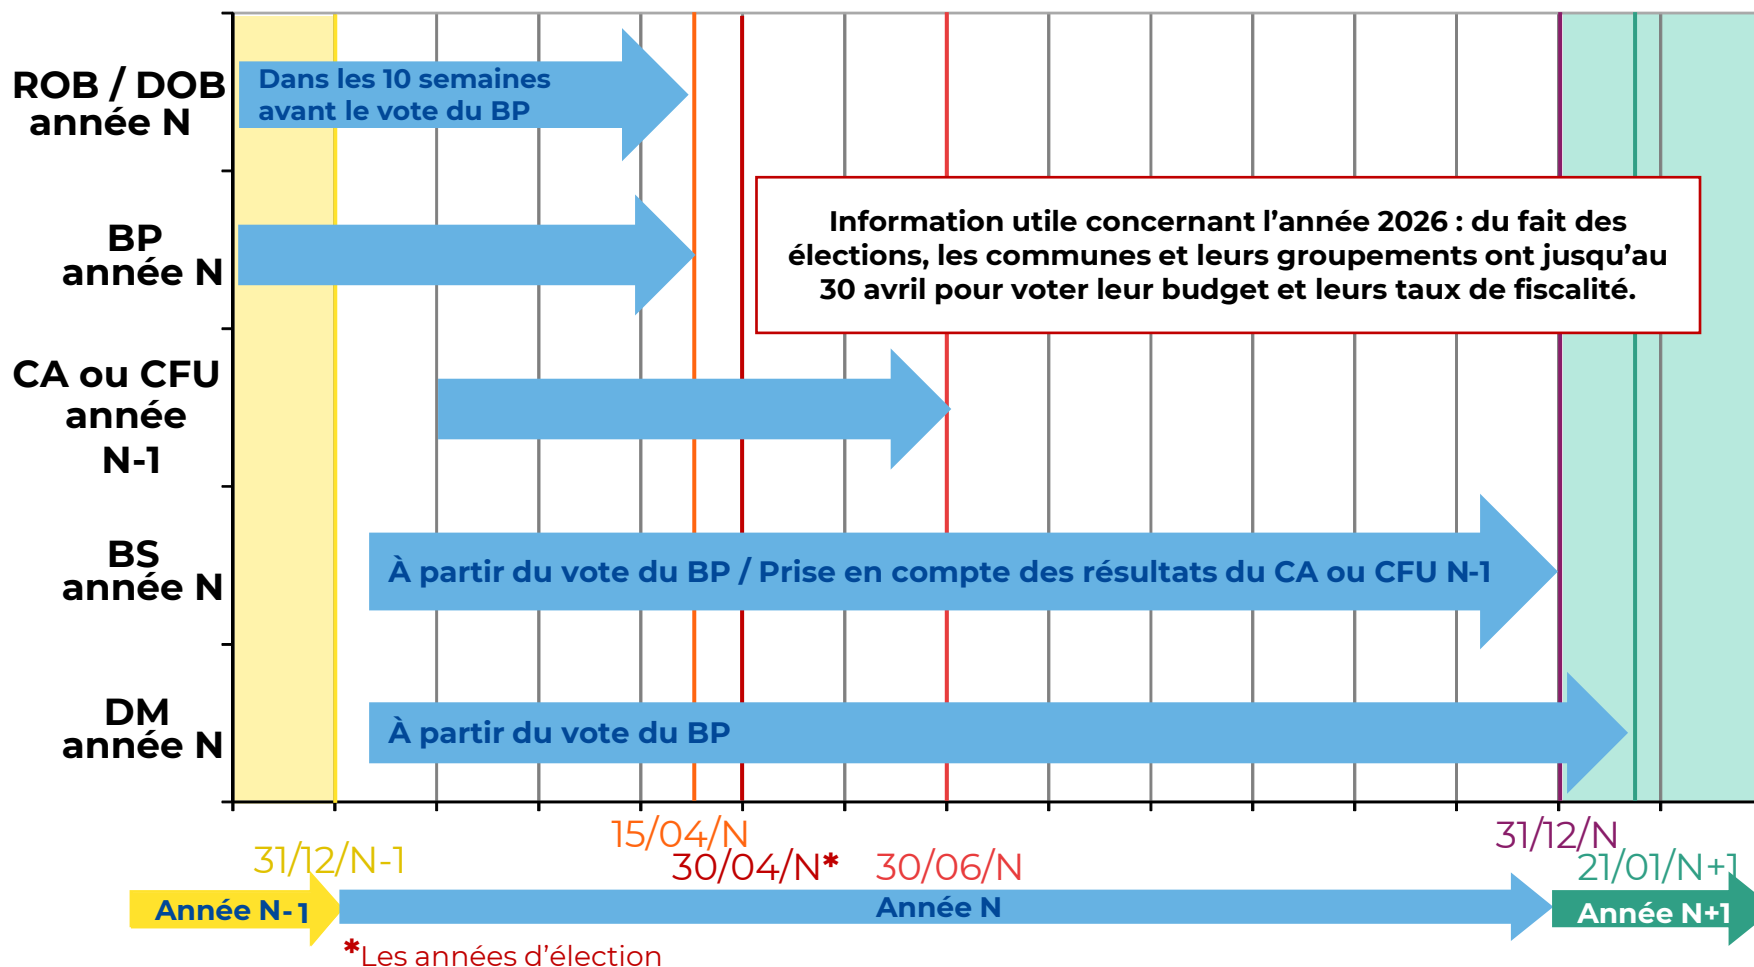 ROB / DOB
année N
Dans les 10 semaines
avant le vote du BP
BP
année N
Information utile concernant l'année 2026 : du fait des
élections, les communes et leurs groupements ont jusqu'au
30 avril pour voter leur budget et leurs taux de fiscalité.
CA ou CFU
année
N-1
BS
année N
À partir du vote du BP / Prise en compte des résultats du CA ou CFU N-1
DM
année N
À partir du vote du BP
31/12/N-1
15/04/N
30/04/N*
30/06/N
31/12/N
21/01/N+1
Année N-1
Année N
Année N+1
*Les années d'élection